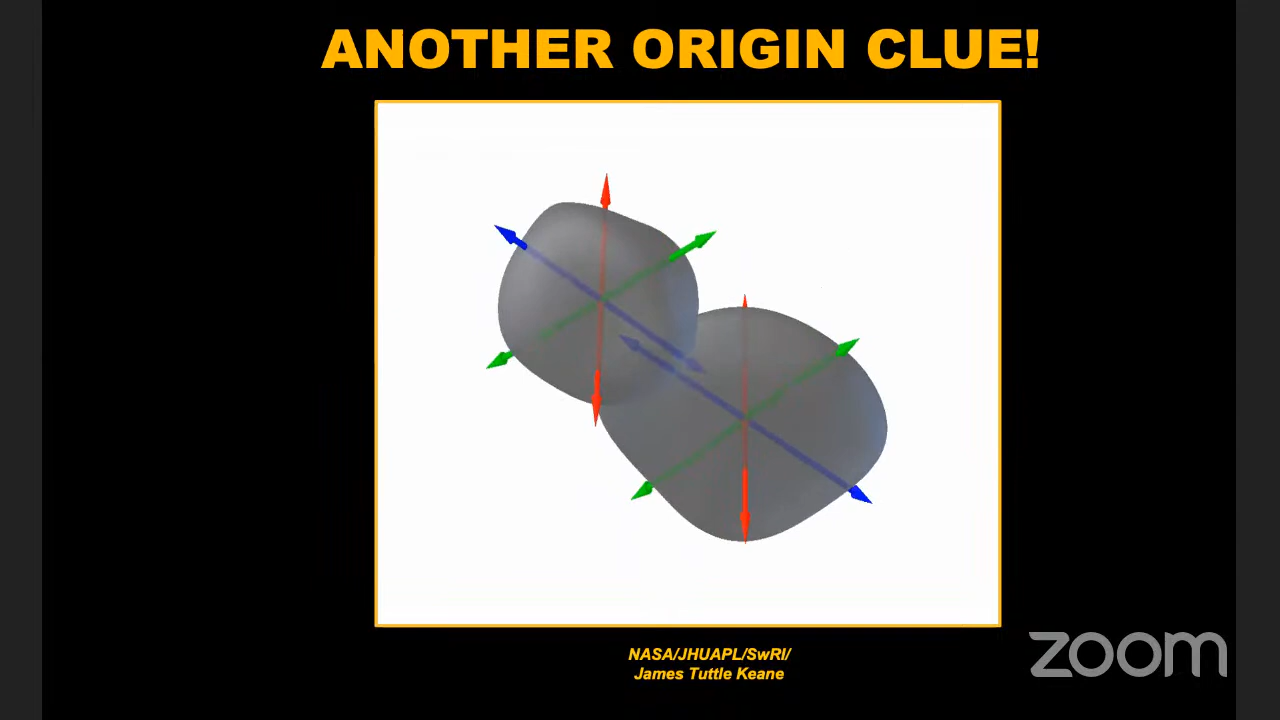 ANOTHER ORIGIN CLUE!
NASA/JHUAPL/SwRI/
James Tuttle Keane
zoom